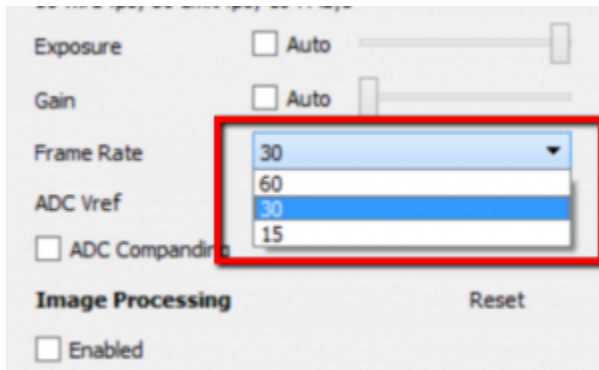 Exposure Auto
Gain Auto
Frame Rate 30
60
ADC Vref 30
15
ADC Companding
Image Processing Reset
Enabled